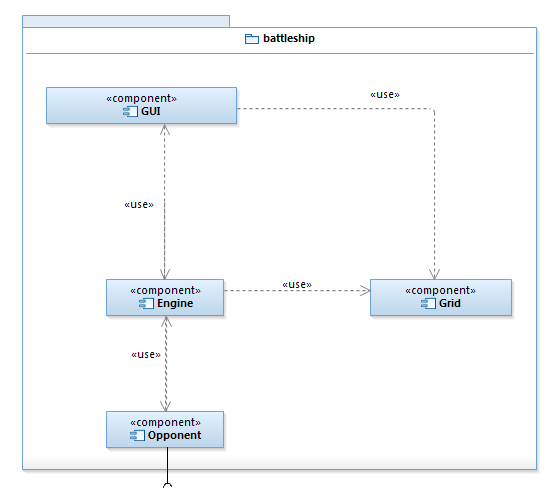 battleship
«component»
GUI
«use»
«use»
«component»
Engine
«use»
«component»
Grid
«use»
«component»
Opponent